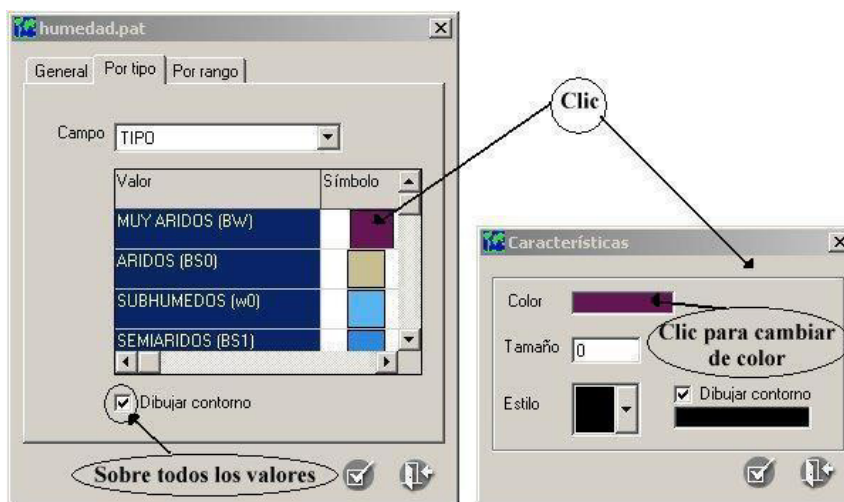 humedad.pat
General Por tipo Por rango
Campo TIPO
Valor Símbolo
MUY ARIDOS (BW)
ARIDOS (BS0)
SUBHUMEDOS (w0)
SEMIARIDOS (BS1)
Dibujar contorno
Sobre todos los valores
Clic
Características
Color
Clic para cambiar
de color
Tamaño 0
Estilo
Dibujar contorno